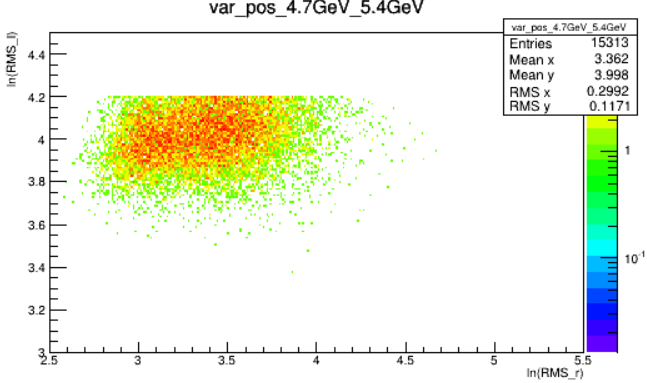 var_pos_4.7GeV_5.4GeV
var_pos_4.7GeV_5.4GeV
Entries 15313
Mean x 3.362
Mean y 3.998
RMS x 0.2992
RMS y 0.1171
ln(RMS_l)
4.4
4.2
4
3.8
3.6
3.4
3.2
3
2.5 3 3.5 4 4.5 5 5.5
ln(RMS_r)
1
10-1